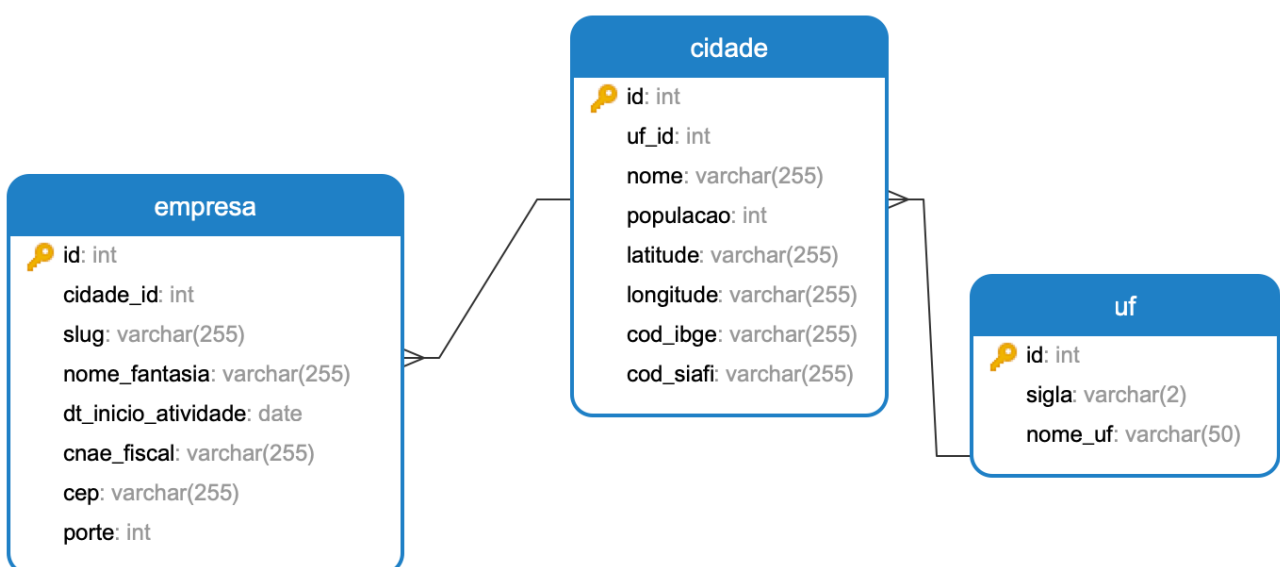 cidade
id: int
uf_id: int
nome: varchar(255)
populacao: int
latitude: varchar(255)
longitude: varchar(255)
cod_ibge: varchar(255)
cod_siafi: varchar(255)
empresa
id: int
cidade_id: int
slug: varchar(255)
nome_fantasia: varchar(255)
dt_inicio_atividade: date
cnae_fiscal: varchar(255)
cep: varchar(255)
porte: int
uf
id: int
sigla: varchar(2)
nome_uf: varchar(50)